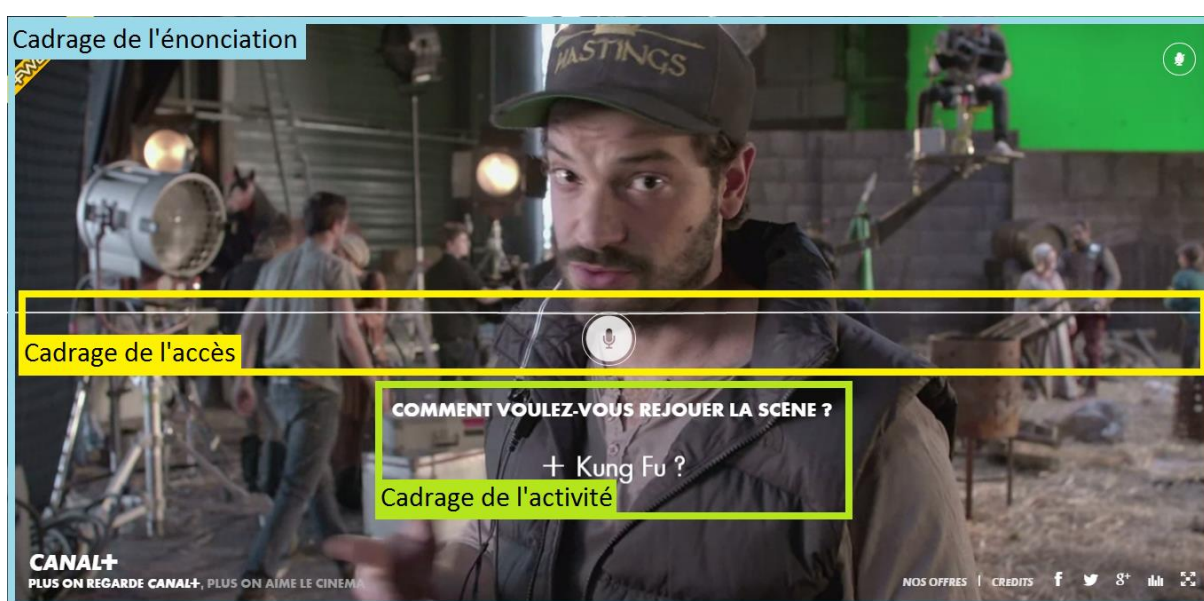 Cadrage de l'énonciation
HASTINGS
Cadrage de l'accès
COMMENT VOULEZ-VOUS REJOUER LA SCÈNE ?
+ Kung Fu ?
Cadrage de l'activité
CANAL+
PLUS ON REGARDE CANAL+, PLUS ON AIME LE CINEMA
NOS OFFRES | CREDITS f g+